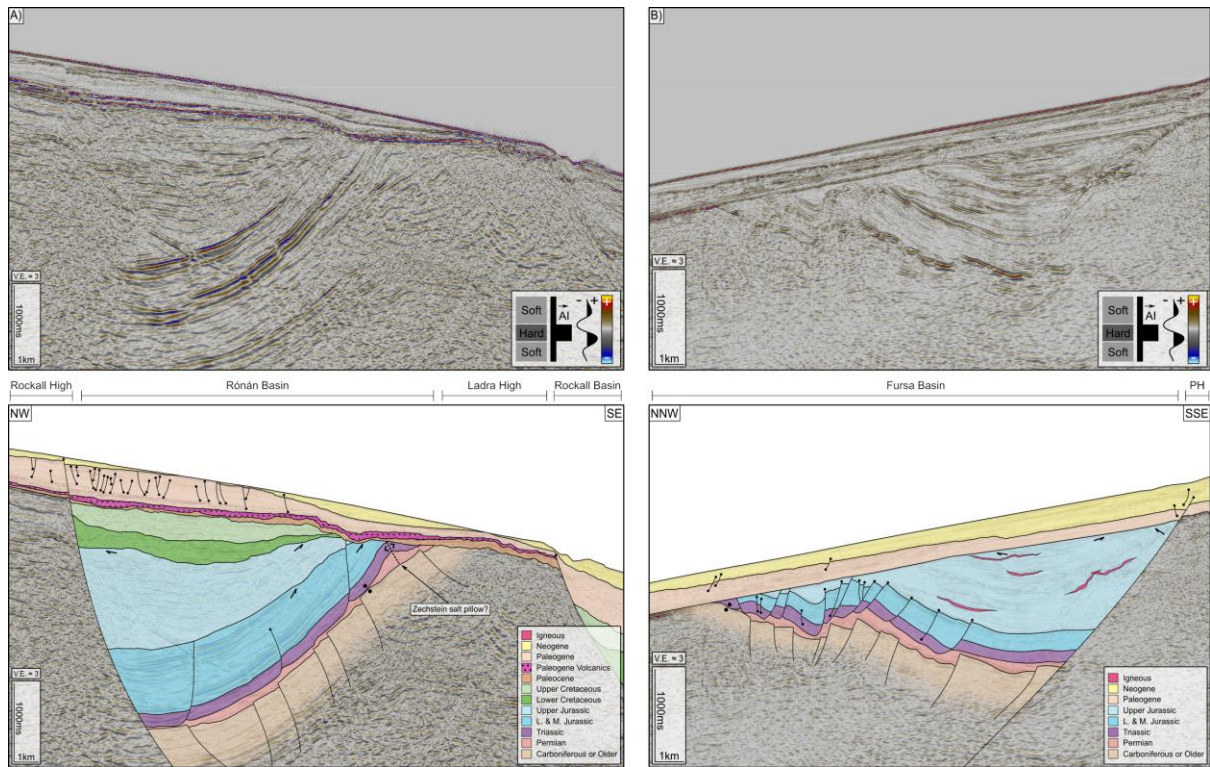 A)
V.E. ≈ 3
1000ms
1km
Soft
Hard
Soft
AI
- +
+
-
B)
V.E. ≈ 3
1000ms
1km
Soft
Hard
Soft
AI
- +
+
-
Rockall High
Rónán Basin
Ladra High
Rockall Basin
Fursa Basin
PH
NW
SE
Zechstein salt pillow?
V.E. ≈ 3
1000ms
1km
Igneous
Neogene
Paleogene
Paleogene Volcanics
Paleocene
Upper Cretaceous
Lower Cretaceous
Upper Jurassic
L. & M. Jurassic
Triassic
Permian
Carboniferous or Older
NNW
SSE
V.E. ≈ 3
1000ms
1km
Igneous
Neogene
Paleogene
Upper Jurassic
L. & M. Jurassic
Triassic
Permian
Carboniferous or Older